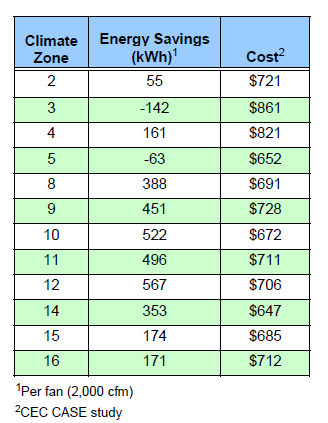 Climate Zone Energy Savings (kWh)¹ Cost²
2 55 $721
3 -142 $861
4 161 $821
5 -63 $652
8 388 $691
9 451 $728
10 522 $672
11 496 $711
12 567 $706
14 353 $647
15 174 $685
16 171 $712
¹Per fan (2,000 cfm)
²CEC CASE study